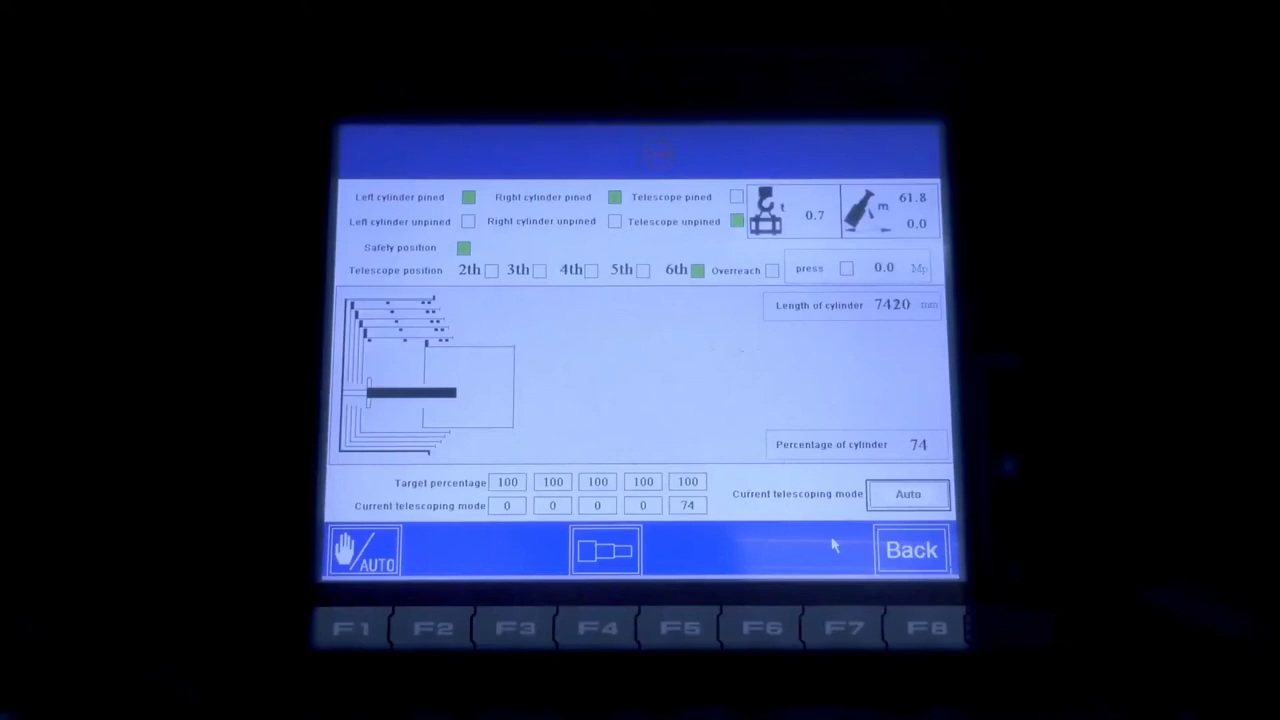 Left cylinder pined Right cylinder pined Telescope pined
Left cylinder unpined Right cylinder unpined Telescope unpined
t 0.7 m 61.8
0.0
Safety position
Telescope position 2th 3th 4th 5th 6th Overreach
press 0.0 Mp
Length of cylinder 7420 mm
Percentage of cylinder 74
Target percentage 100 100 100 100 100
Current telescoping mode 0 0 0 0 74
Current telescoping mode Auto
/AUTO
Back
F1 F2 F3 F4 F5 F6 F7 F8